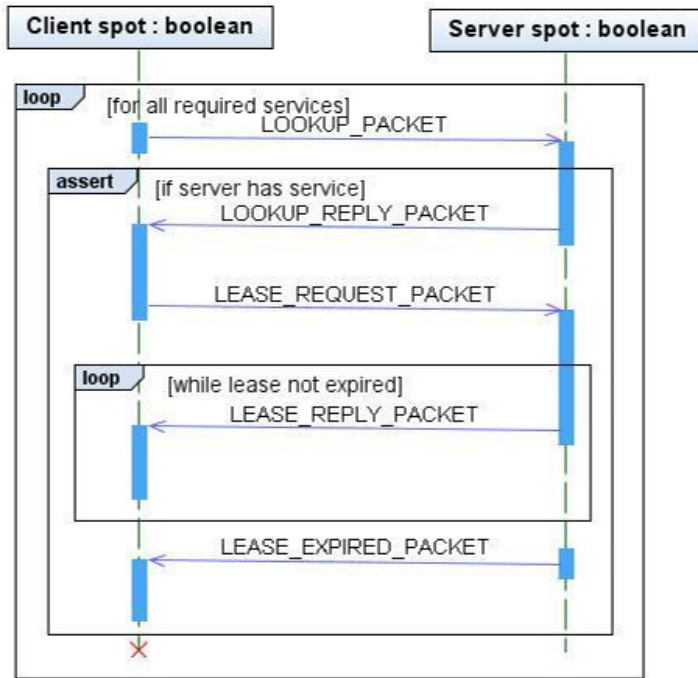 Client spot : boolean
Server spot : boolean
loop
[for all required services]
LOOKUP_PACKET
assert
[if server has service]
LOOKUP_REPLY_PACKET
LEASE_REQUEST_PACKET
loop
[while lease not expired]
LEASE_REPLY_PACKET
LEASE_EXPIRED_PACKET